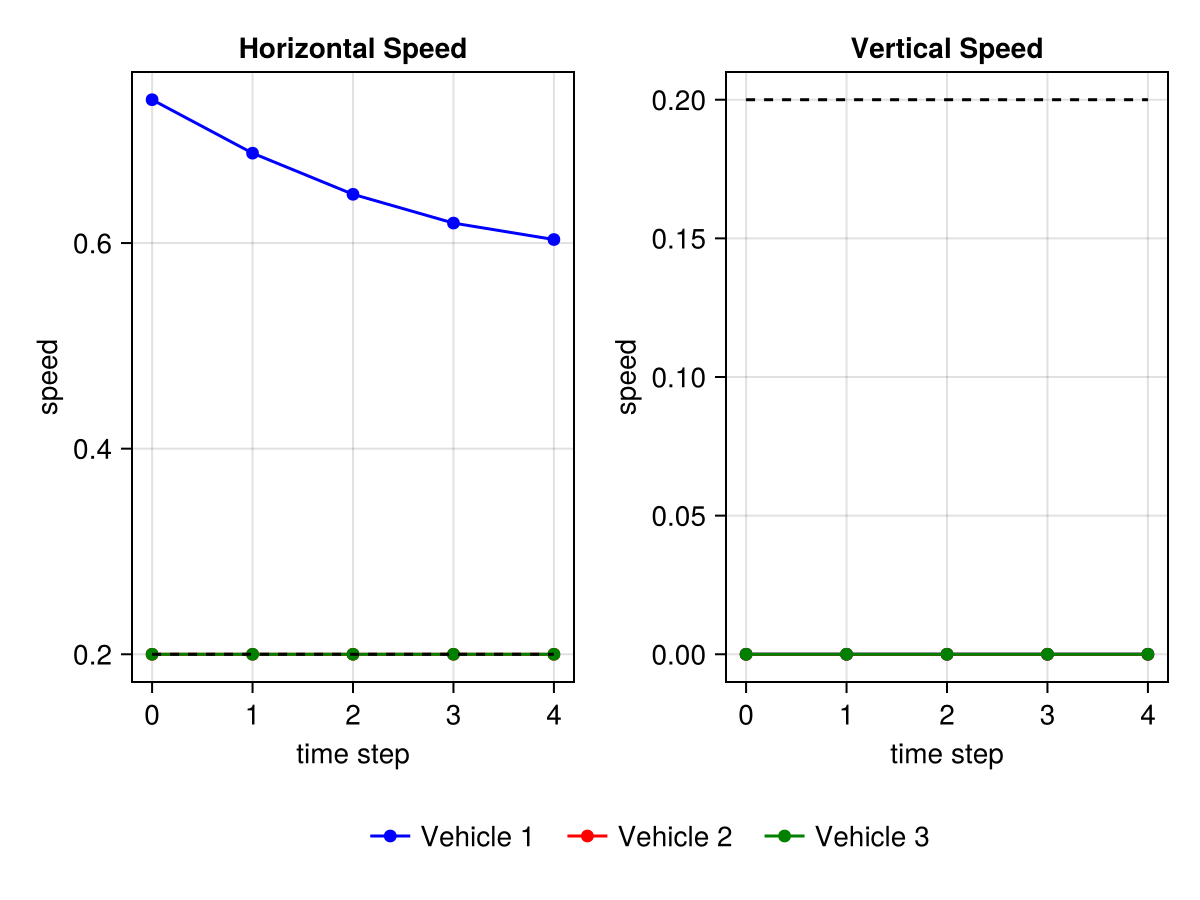 Horizontal Speed
speed
0.6
0.4
0.2
0 1 2 3 4
time step
Vertical Speed
speed
0.20
0.15
0.10
0.05
0.00
0 1 2 3 4
time step
Vehicle 1 Vehicle 2 Vehicle 3